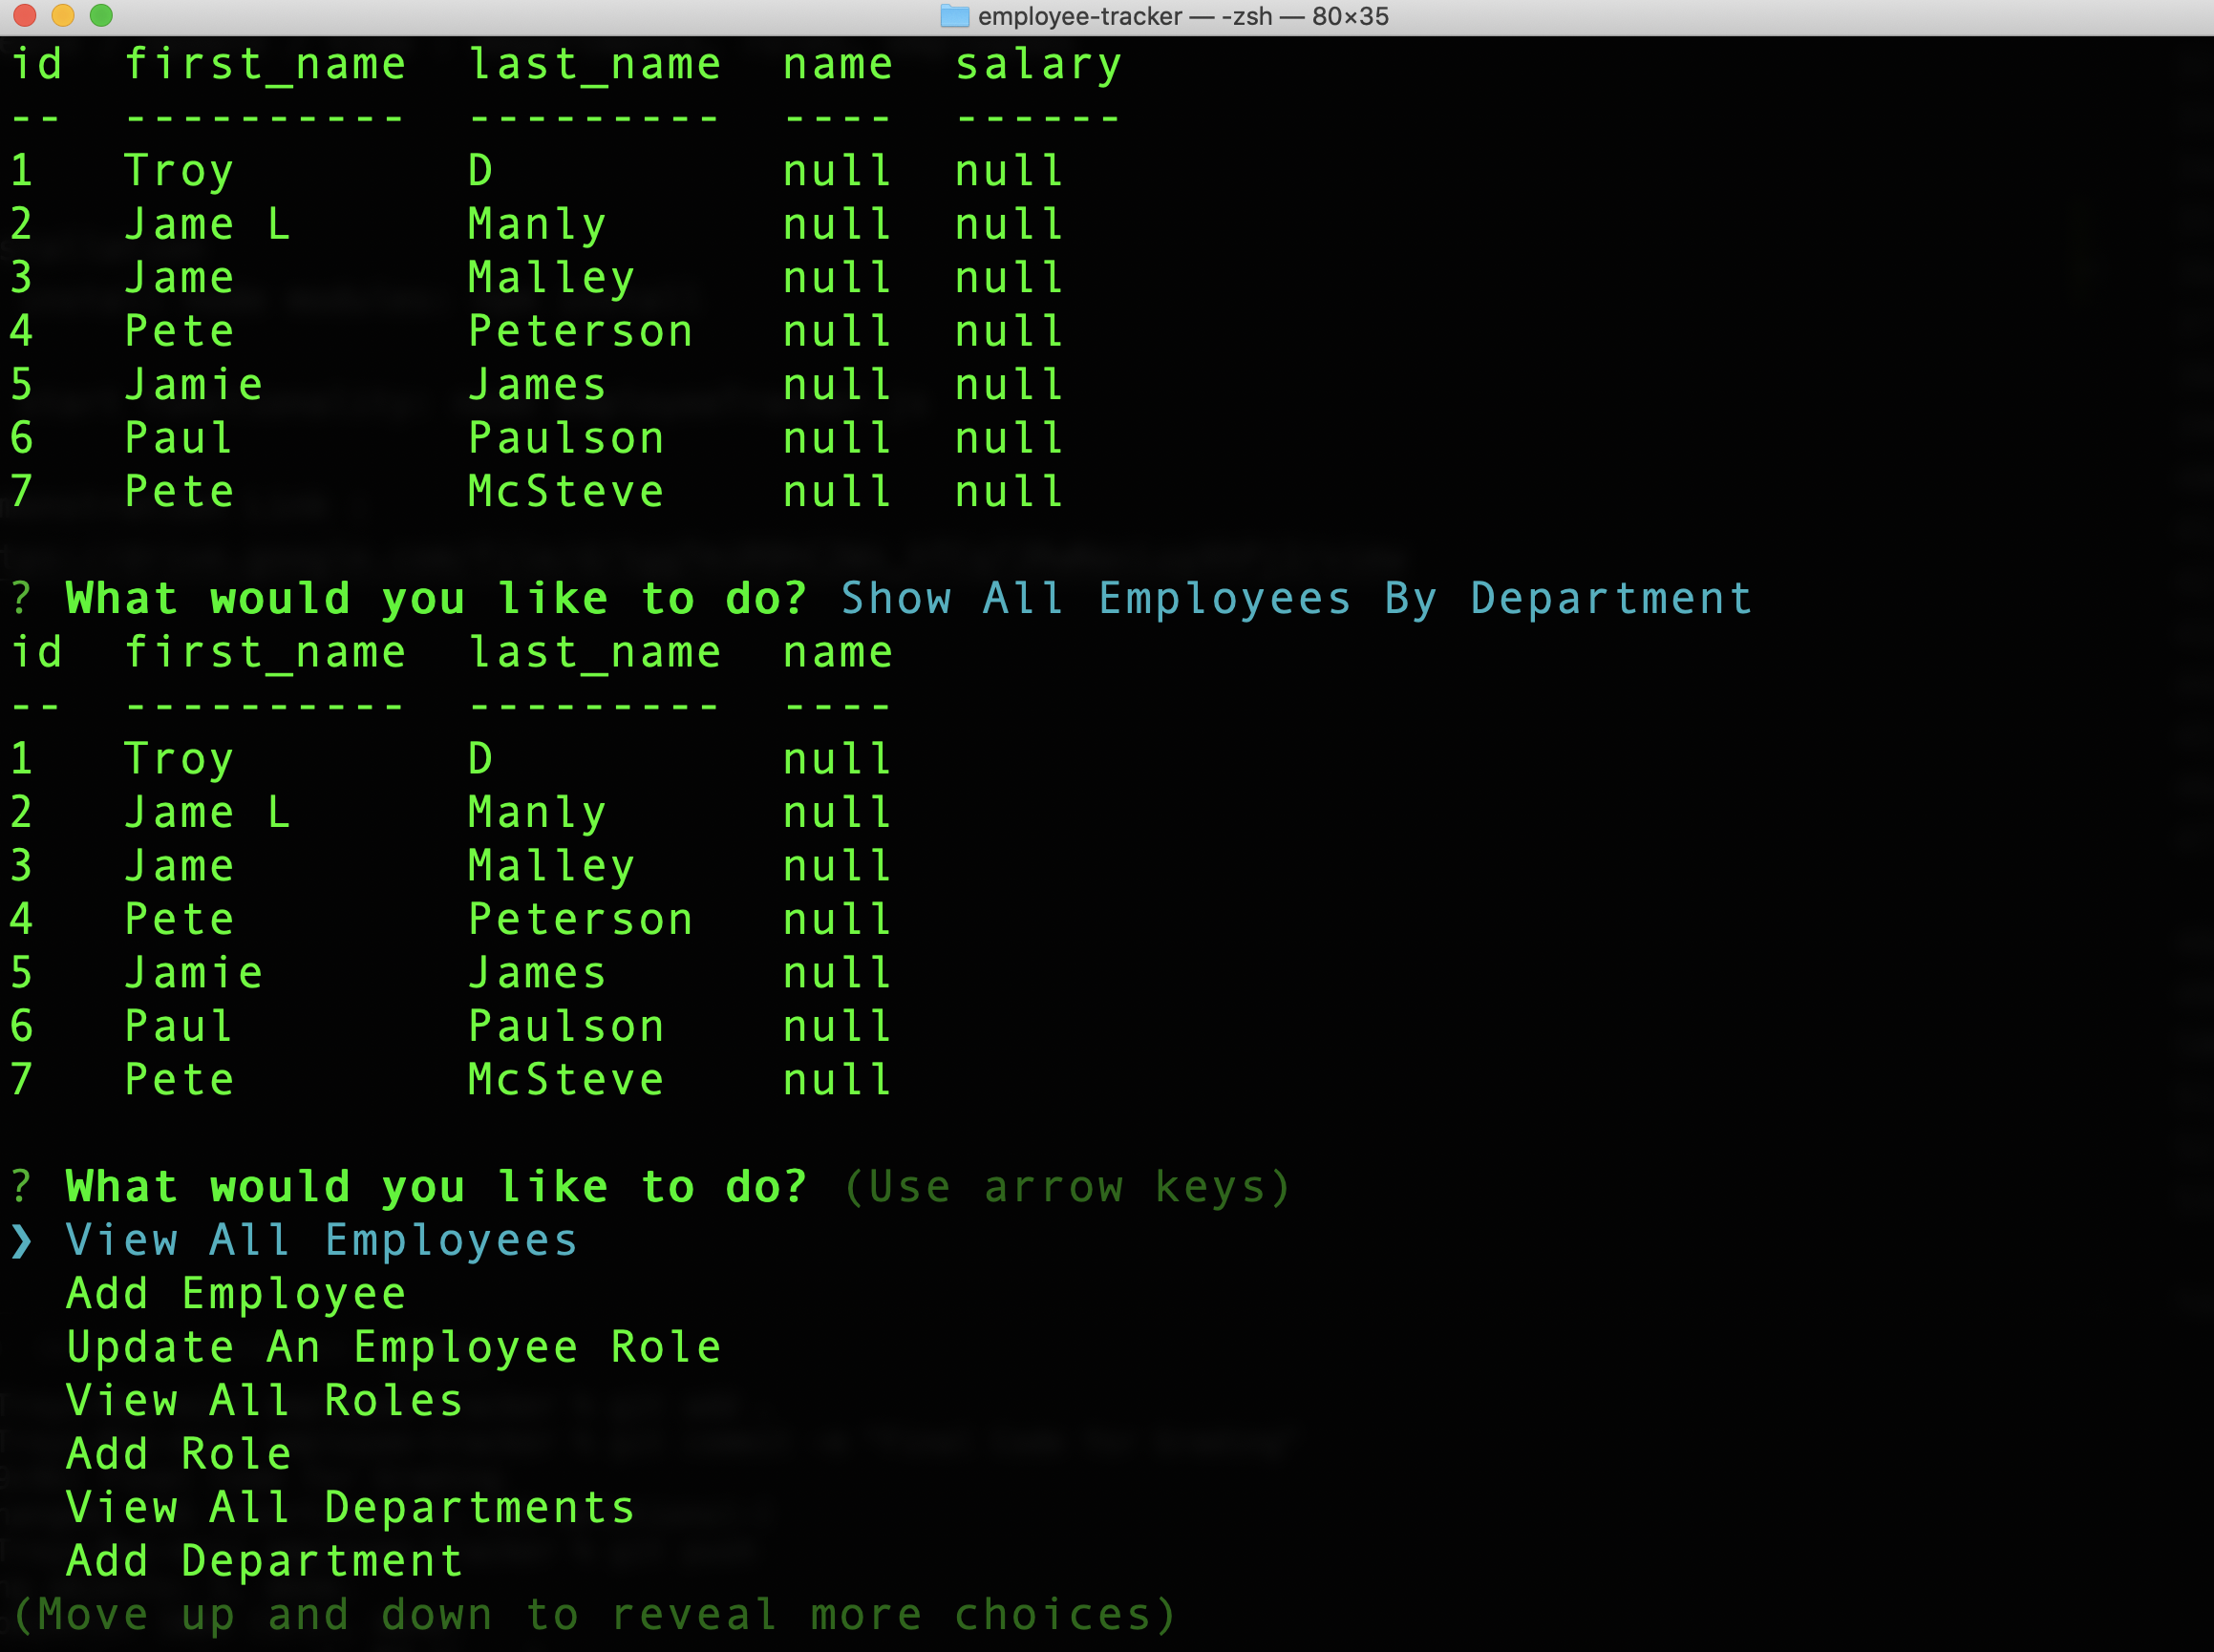 employee-tracker — -zsh — 80×35
id  first_name  last_name  name  salary
--  ----------  ---------  ----  ------
1   Troy        D          null  null
2   Jame L      Manly      null  null
3   Jame        Malley     null  null
4   Pete        Peterson   null  null
5   Jamie       James      null  null
6   Paul        Paulson    null  null
7   Pete        McSteve    null  null
? What would you like to do? Show All Employees By Department
id  first_name  last_name  name
--  ----------  ---------  ----
1   Troy        D          null
2   Jame L      Manly      null
3   Jame        Malley     null
4   Pete        Peterson   null
5   Jamie       James      null
6   Paul        Paulson    null
7   Pete        McSteve    null
? What would you like to do? (Use arrow keys)
❯ View All Employees
  Add Employee
  Update An Employee Role
  View All Roles
  Add Role
  View All Departments
  Add Department
(Move up and down to reveal more choices)